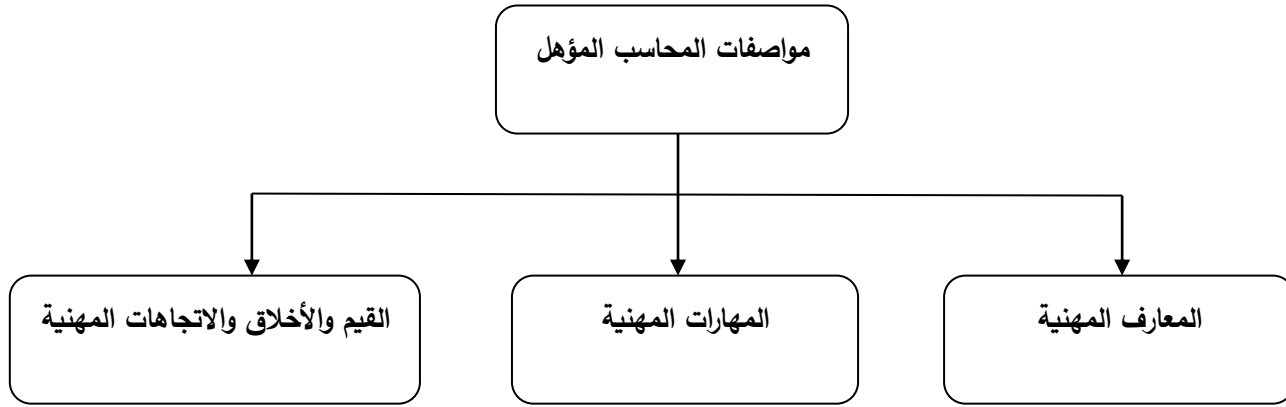 مواصفات المحاسب المؤهل
المعارف المهنية
المهارات المهنية
القيم والأخلاق والاتجاهات المهنية